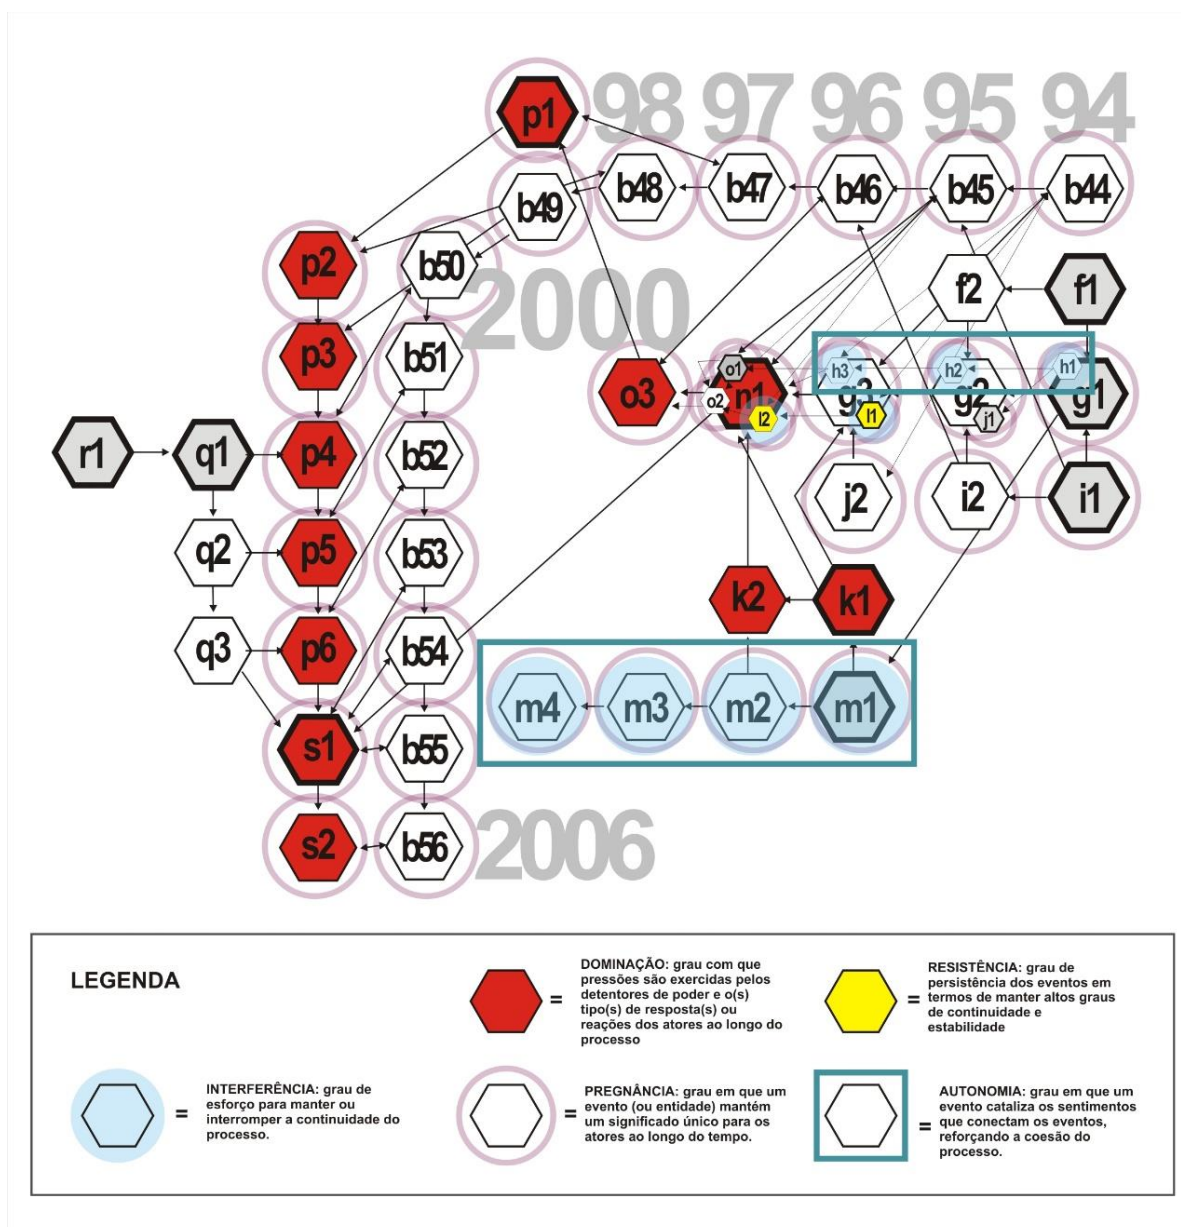 98 97 96 95 94
p1
b49 b48 b47 b46 b45 b44
p2 b50 f2 f1
2000
p3 b51
o1 h3 h2 h1
o3 o2 n1 g3 g2 g1
l2 l1 j1
r1 q1 p4 b52 j2 i2 i1
q2 p5 b53
k2 k1
q3 p6 b54
m4 m3 m2 m1
s1 b55
s2 b56 2006
LEGENDA
=
DOMINAÇÃO: grau com que
pressões são exercidas pelos
detentores de poder e o(s)
tipo(s) de resposta(s) ou
reações dos atores ao longo do
processo
=
RESISTÊNCIA: grau de
persistência dos eventos em
termos de manter altos graus
de continuidade e
estabilidade
=
INTERFERÊNCIA: grau de
esforço para manter ou
interromper a continuidade do
processo.
=
PREGNÂNCIA: grau em que um
evento (ou entidade) mantém
um significado único para os
atores ao longo do tempo.
=
AUTONOMIA: grau em que um
evento cataliza os sentimentos
que conectam os eventos,
reforçando a coesão do
processo.